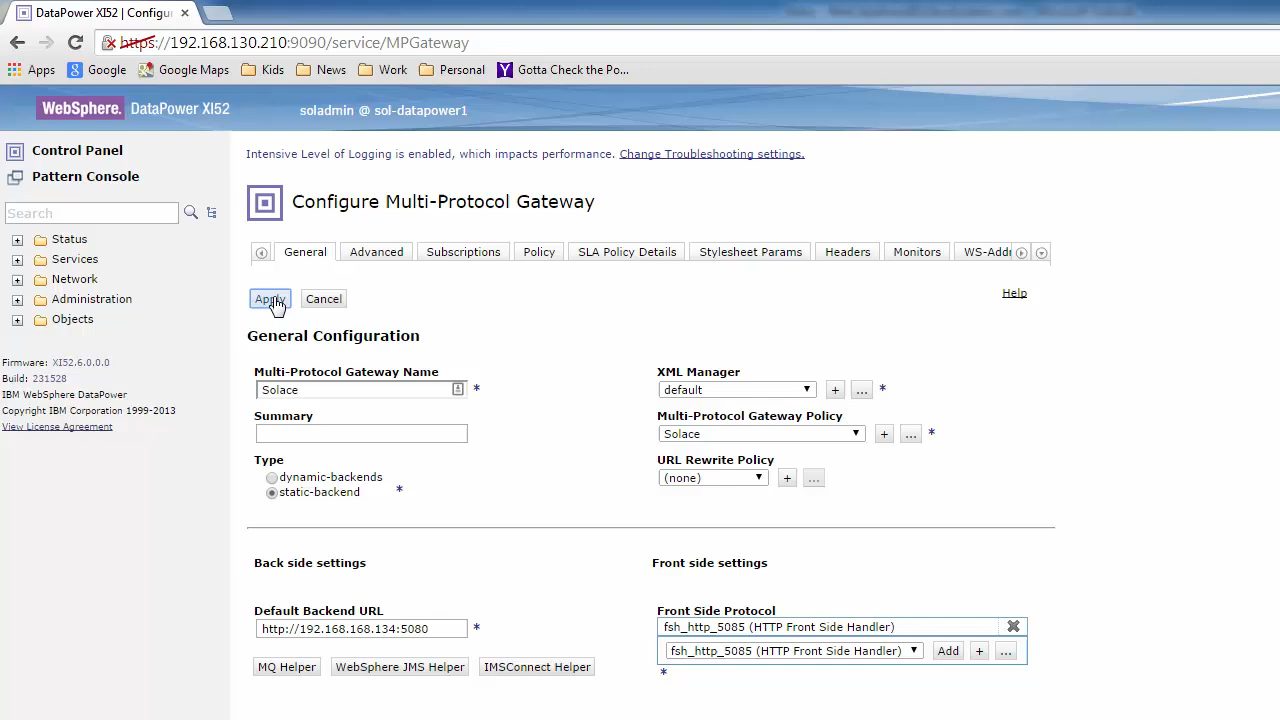 DataPower XI52 | Configu
https://192.168.130.210:9090/service/MPGateway
Apps Google Google Maps Kids News Work Personal Gotta Check the Po...
WebSphere. DataPower XI52 soladmin @ sol-datapower1
Control Panel
Pattern Console
Search
Status
Services
Network
Administration
Objects
Firmware: XI52.6.0.0.0
Build: 231528
IBM WebSphere DataPower
Copyright IBM Corporation 1999-2013
View License Agreement
Intensive Level of Logging is enabled, which impacts performance. Change Troubleshooting settings.
Configure Multi-Protocol Gateway
General Advanced Subscriptions Policy SLA Policy Details Stylesheet Params Headers Monitors WS-Addr
Apply Cancel Help
General Configuration
Multi-Protocol Gateway Name
Solace *
Summary
Type
dynamic-backends
static-backend *
XML Manager
default + ... *
Multi-Protocol Gateway Policy
Solace + ... *
URL Rewrite Policy
(none) + ...
Back side settings
Default Backend URL
http://192.168.168.134:5080 *
MQ Helper WebSphere JMS Helper IMSConnect Helper
Front side settings
Front Side Protocol
fsh_http_5085 (HTTP Front Side Handler)
fsh_http_5085 (HTTP Front Side Handler) Add + ...
*